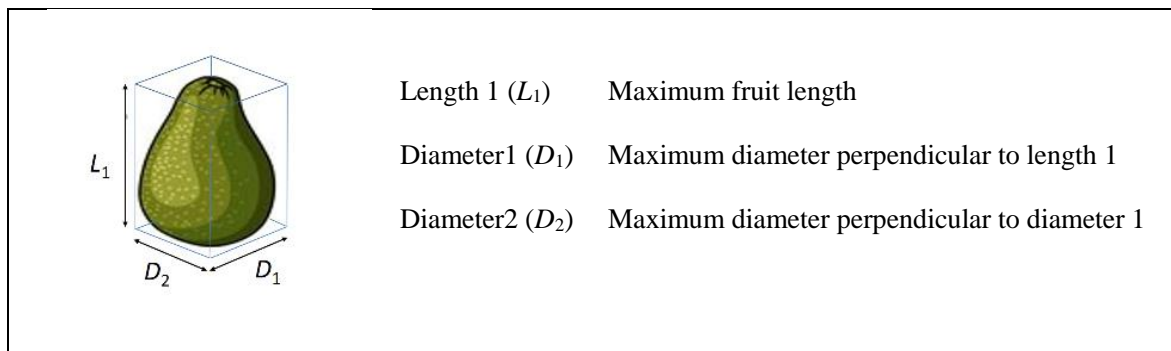 Length 1 (L₁) Maximum fruit length
Diameter1 (D₁) Maximum diameter perpendicular to length 1
Diameter2 (D₂) Maximum diameter perpendicular to diameter 1
L₁
D₂
D₁